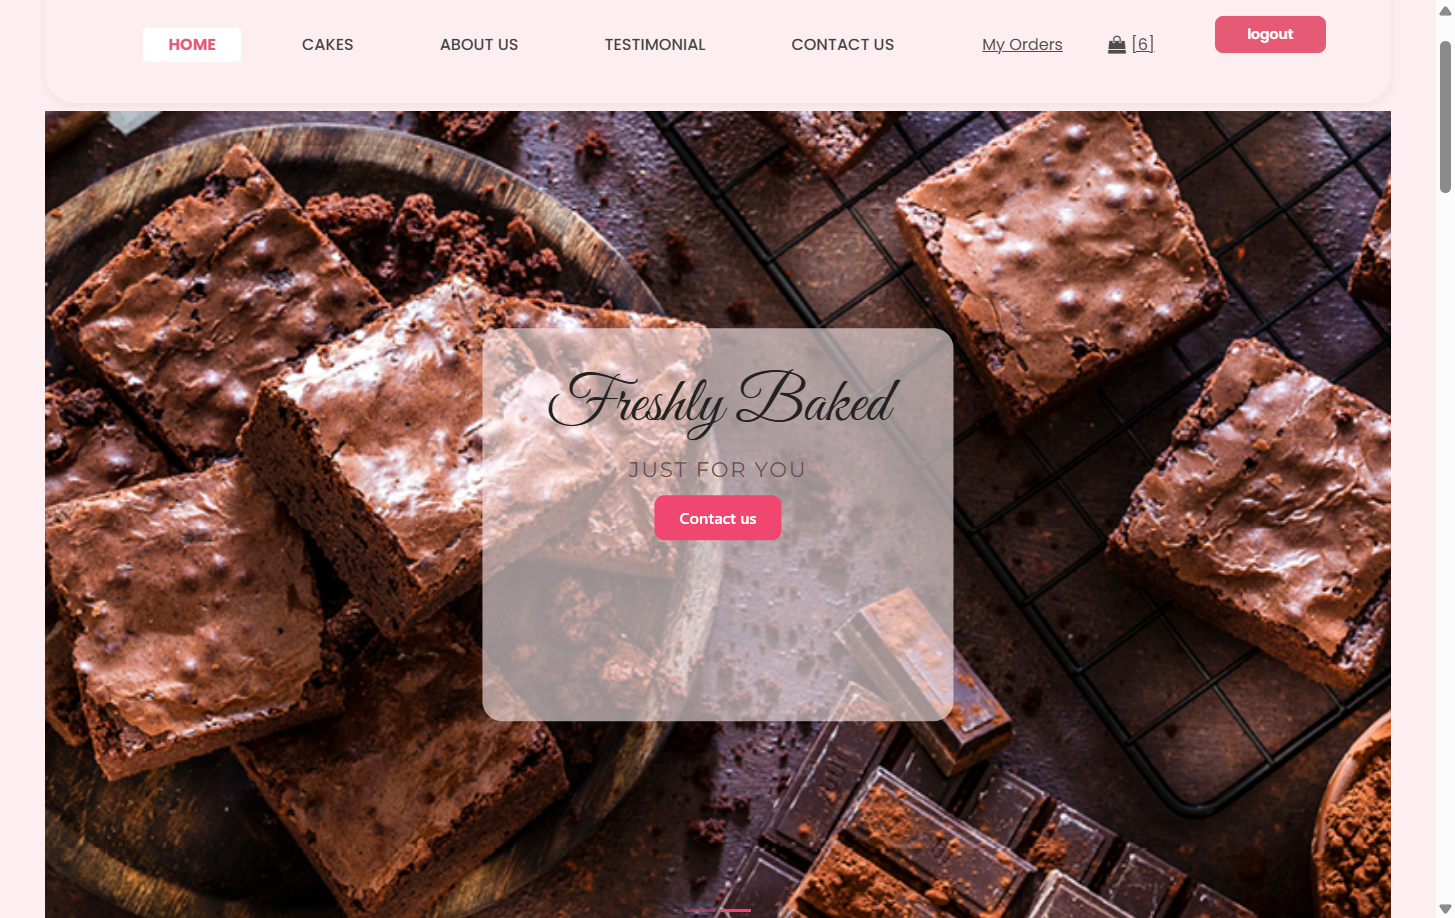 HOME CAKES ABOUT US TESTIMONIAL CONTACT US My Orders [6] logout
Freshly Baked
JUST FOR YOU
Contact us